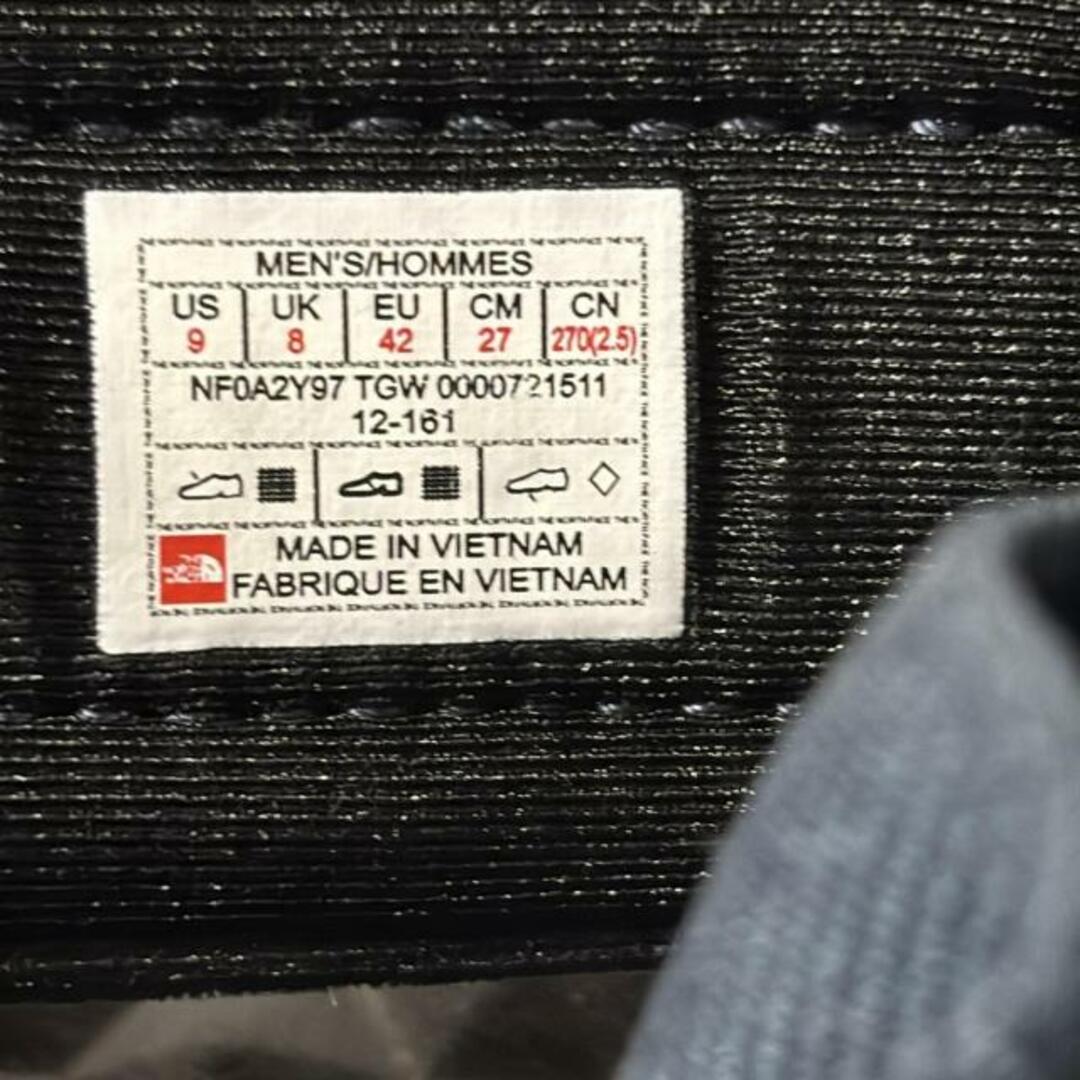 MEN'S/HOMMES
US UK EU CM CN
9 8 42 27 270(2.5)
NF0A2Y97 TGW 0000721511
12-161
MADE IN VIETNAM
FABRIQUE EN VIETNAM